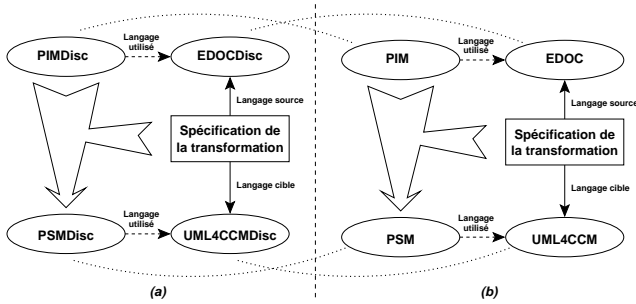 PIMDisc
Langage
utilisé
EDOCDisc
Langage source
Spécification de
la transformation
Langage cible
PSMDisc
Langage
utilisé
UML4CCMDisc
(a)
PIM
Langage
utilisé
EDOC
Langage source
Spécification de
la transformation
Langage cible
PSM
Langage
utilisé
UML4CCM
(b)